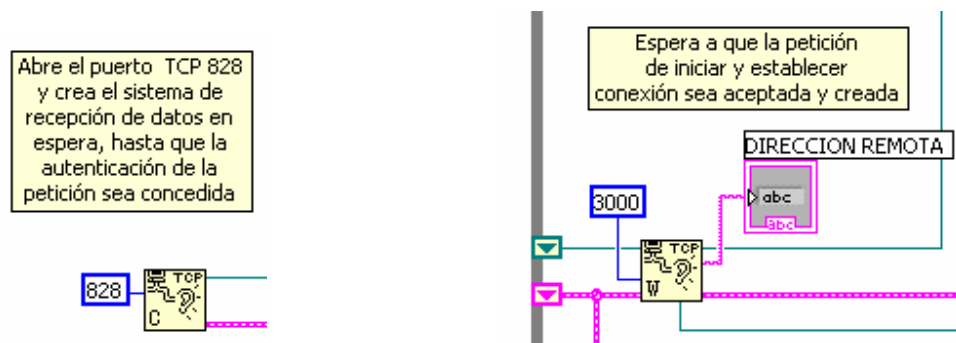 Abre el puerto TCP 828
y crea el sistema de
recepción de datos en
espera, hasta que la
autenticación de la
petición sea concedida
828
TCP
C
Espera a que la petición
de iniciar y establecer
conexión sea aceptada y creada
DIRECCION REMOTA
abc
abc
3000
TCP
W